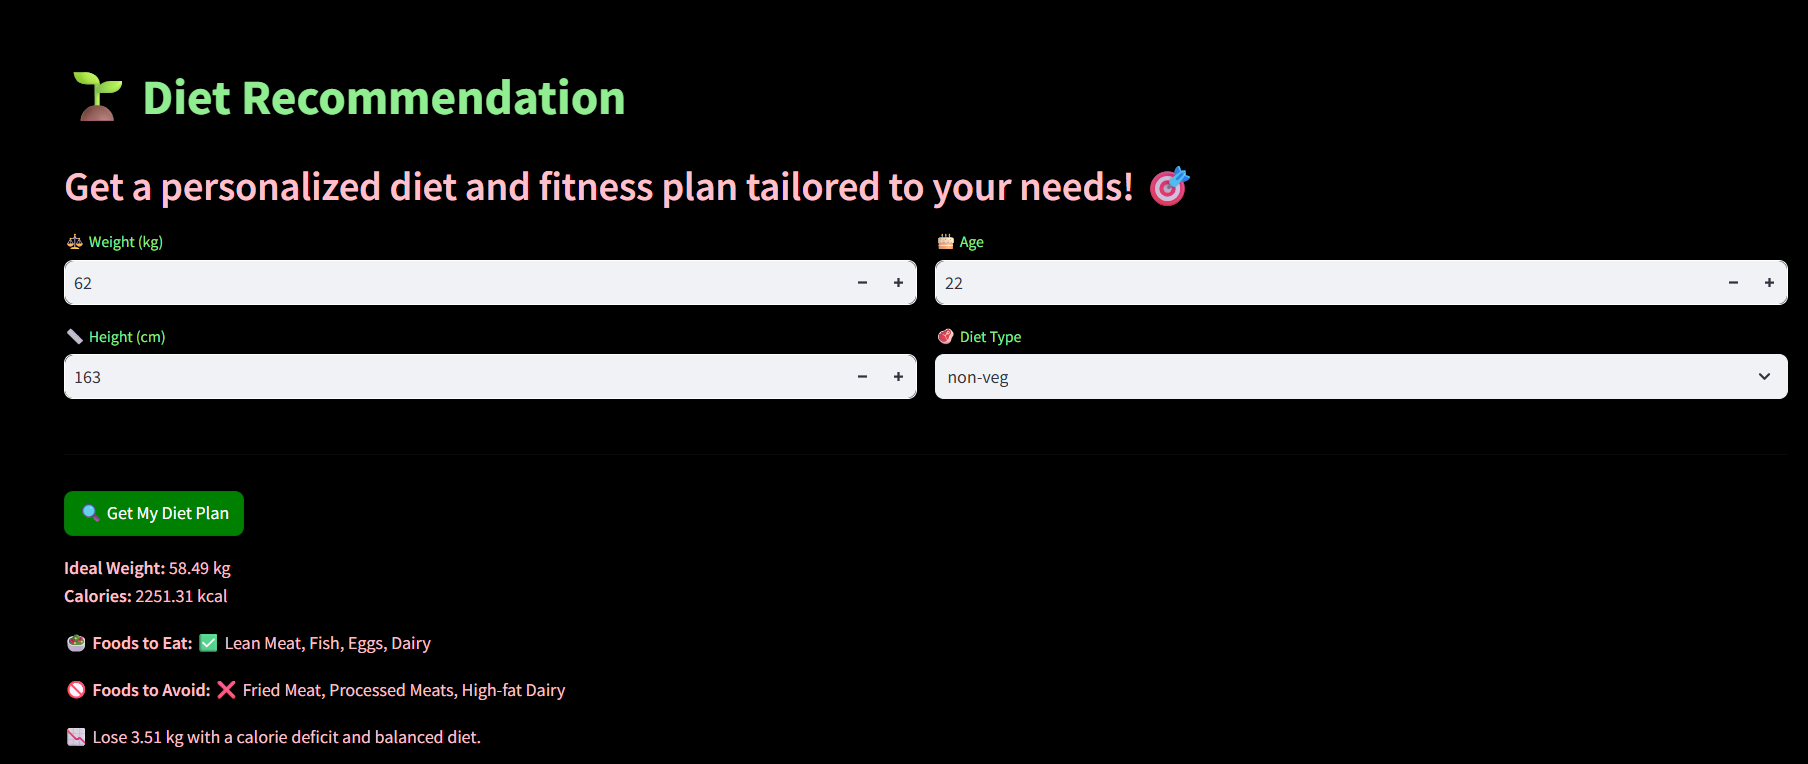 Diet Recommendation
Get a personalized diet and fitness plan tailored to your needs!
Weight (kg)
62
Age
22
Height (cm)
163
Diet Type
non-veg
Get My Diet Plan
Ideal Weight: 58.49 kg
Calories: 2251.31 kcal
Foods to Eat: ✅ Lean Meat, Fish, Eggs, Dairy
Foods to Avoid: ❌ Fried Meat, Processed Meats, High-fat Dairy
Lose 3.51 kg with a calorie deficit and balanced diet.